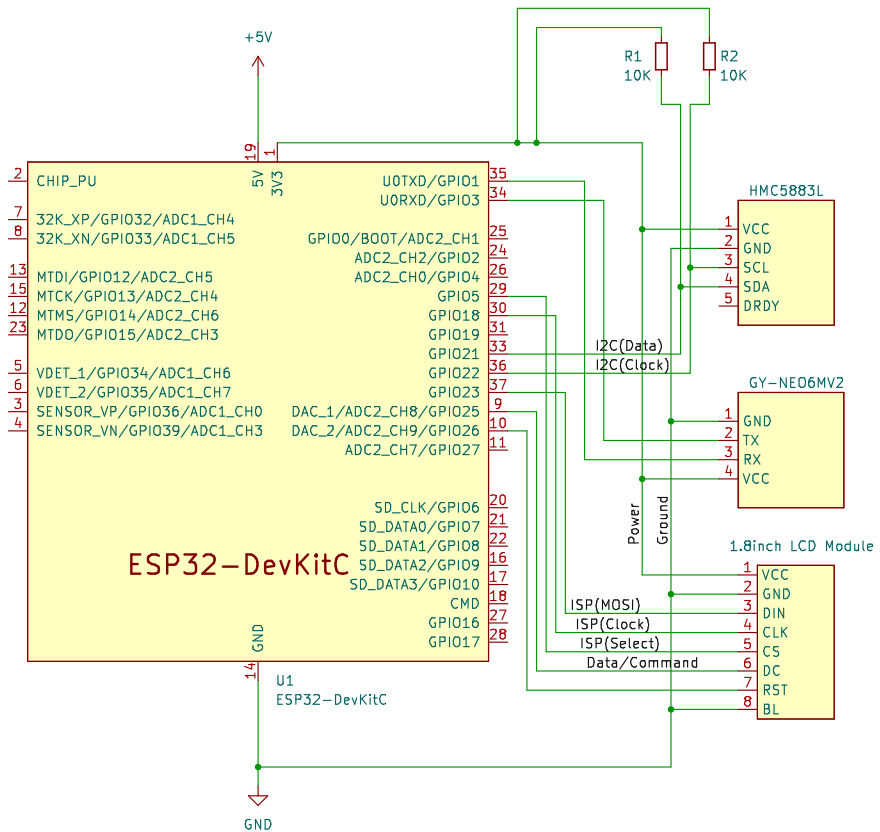 +5V
R1
10K
R2
10K
19
5V
1
3V3
2 CHIP_PU
7 32K_XP/GPIO32/ADC1_CH4
8 32K_XN/GPIO33/ADC1_CH5
13 MTDI/GPIO12/ADC2_CH5
15 MTCK/GPIO13/ADC2_CH4
12 MTMS/GPIO14/ADC2_CH6
23 MTDO/GPIO15/ADC2_CH3
5 VDET_1/GPIO34/ADC1_CH6
6 VDET_2/GPIO35/ADC1_CH7
3 SENSOR_VP/GPIO36/ADC1_CH0
4 SENSOR_VN/GPIO39/ADC1_CH3
U0TXD/GPIO1 35
U0RXD/GPIO3 34
GPIO0/BOOT/ADC2_CH1 25
ADC2_CH2/GPIO2 24
ADC2_CH0/GPIO4 26
GPIO5 29
GPIO18 30
GPIO19 31
GPIO21 33
GPIO22 36
GPIO23 37
DAC_1/ADC2_CH8/GPIO25 9
DAC_2/ADC2_CH9/GPIO26 10
ADC2_CH7/GPIO27 11
SD_CLK/GPIO6 20
SD_DATA0/GPIO7 21
SD_DATA1/GPIO8 22
SD_DATA2/GPIO9 16
SD_DATA3/GPIO10 17
CMD 18
GPIO16 27
GPIO17 28
ESP32-DevKitC
GND
14
U1
ESP32-DevKitC
GND
I2C(Data)
I2C(Clock)
Power
Ground
ISP(MOSI)
ISP(Clock)
ISP(Select)
Data/Command
HMC5883L
1 VCC
2 GND
3 SCL
4 SDA
5 DRDY
GY-NEO6MV2
1 GND
2 TX
3 RX
4 VCC
1.8inch LCD Module
1 VCC
2 GND
3 DIN
4 CLK
5 CS
6 DC
7 RST
8 BL